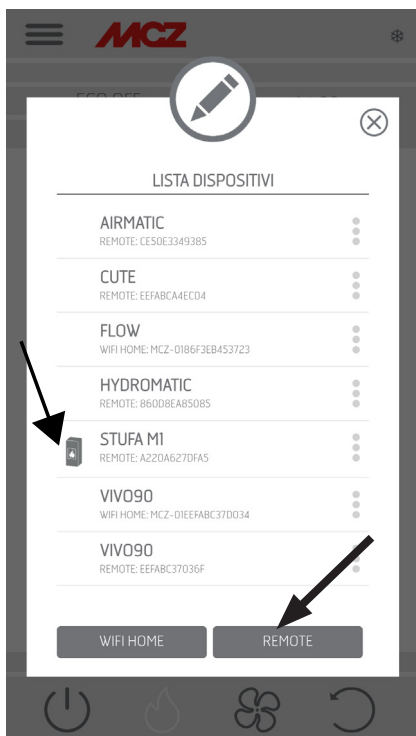 MCZ
LISTA DISPOSITIVI
AIRMATIC
REMOTE: CE50E3349385
CUTE
REMOTE: EEFABCA4EC04
FLOW
WIFI HOME: MCZ-0186F3EB453723
HYDROMATIC
REMOTE: 860D8EA85085
STUFA M1
REMOTE: A220A627DFA5
VIVO90
WIFI HOME: MCZ-01EEFABC37D034
VIVO90
REMOTE: EEFABC37036F
WIFI HOME REMOTE